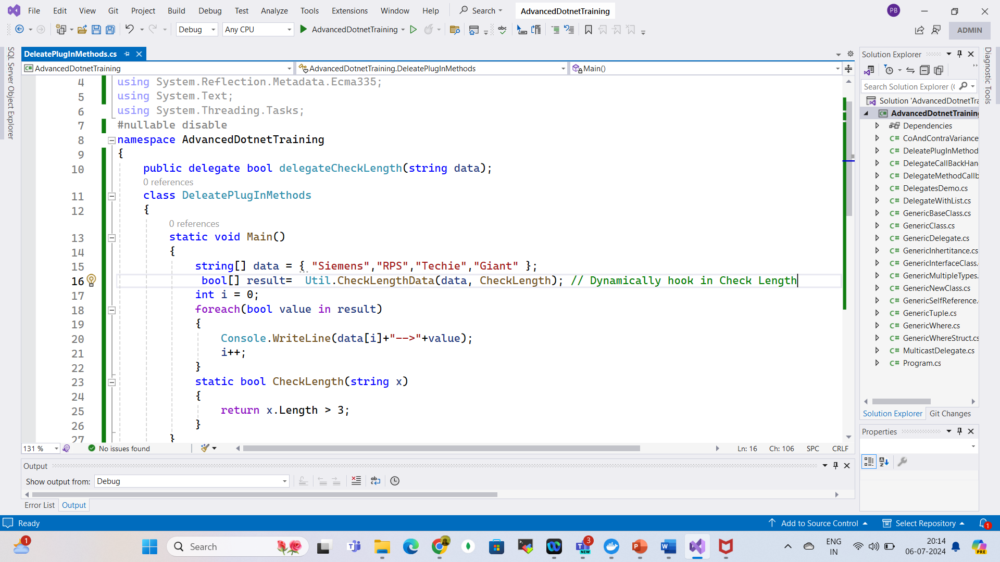 File Edit View Git Project Build Debug Test Analyze Tools Extensions Window Help Search AdvancedDotnetTraining PB
Debug Any CPU AdvancedDotnetTraining ADMIN
SQL Server Object Explorer
DeleatePlugInMethods.cs
AdvancedDotnetTraining AdvancedDotnetTraining.DeleatePlugInMethods Main()
4 using System.Reflection.Metadata.Ecma335;
5 using System.Text;
6 using System.Threading.Tasks;
7 #nullable disable
8 namespace AdvancedDotnetTraining
9 {
10 public delegate bool delegateCheckLength(string data);
0 references
11 class DeleatePlugInMethods
12 {
0 references
13 static void Main()
14 {
15 string[] data = { "Siemens","RPS","Techie","Giant" };
16 bool[] result= Util.CheckLengthData(data, CheckLength); // Dynamically hook in Check Length
17 int i = 0;
18 foreach(bool value in result)
19 {
20 Console.WriteLine(data[i]+"-->"+value);
21 i++;
22 }
23 static bool CheckLength(string x)
24 {
25 return x.Length > 3;
26 }
27 }
131 % No issues found Ln: 16 Ch: 106 SPC CRLF
Output
Show output from: Debug
Error List Output
Solution Explorer
Search Solution Explorer (
Solution 'AdvancedDotnetTra
AdvancedDotnetTraining
Dependencies
CoAndContraVariance
DeleatePlugInMethod
DelegateCallBackHan
DelegateMethodCallb
DelegatesDemo.cs
DelegateWithList.cs
GenericBaseClass.cs
GenericClass.cs
GenericDelegate.cs
GenericInhertitance.cs
GenericInterfaceClass.
GenericMultipleTypes.
GenericNewClass.cs
GenericSelfReference.
GenericTuple.cs
GenericWhere.cs
GenericWhereStruct.cs
MulticastDelegate.cs
Program.cs
Solution Explorer Git Changes
Properties
Diagnostic Tools
Ready Add to Source Control Select Repository 1
1 Search 3 NEW ENG IN 20:14 06-07-2024 PRE